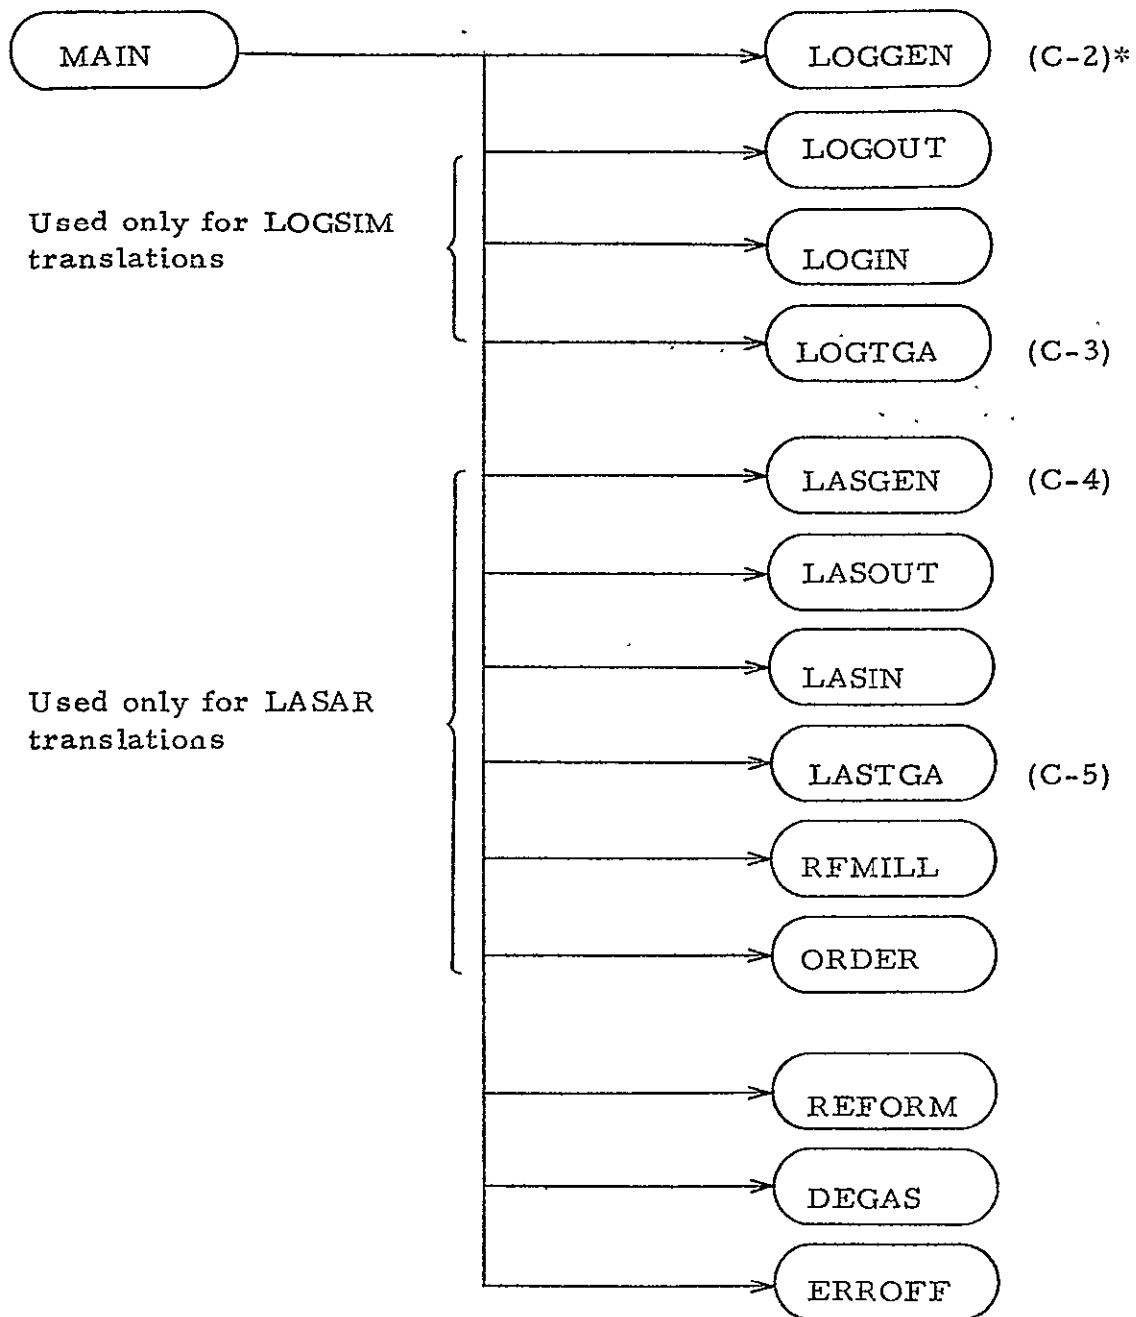 MAIN
LOGGEN (C-2)*
LOGOUT
Used only for LOGSIM
translations
LOGIN
LOGTGA (C-3)
LASGEN (C-4)
LASOUT
LASIN
Used only for LASAR
translations
LASTGA (C-5)
RFMILL
ORDER
REFORM
DEGAS
ERROFF